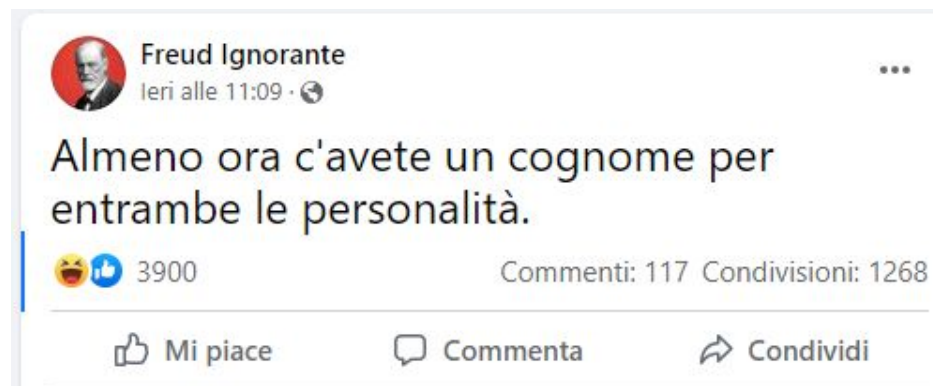 Freud Ignorante
Ieri alle 11:09 ·
Almeno ora c'avete un cognome per
entrambe le personalità.
3900 Commenti: 117 Condivisioni: 1268
Mi piace Commenta Condividi